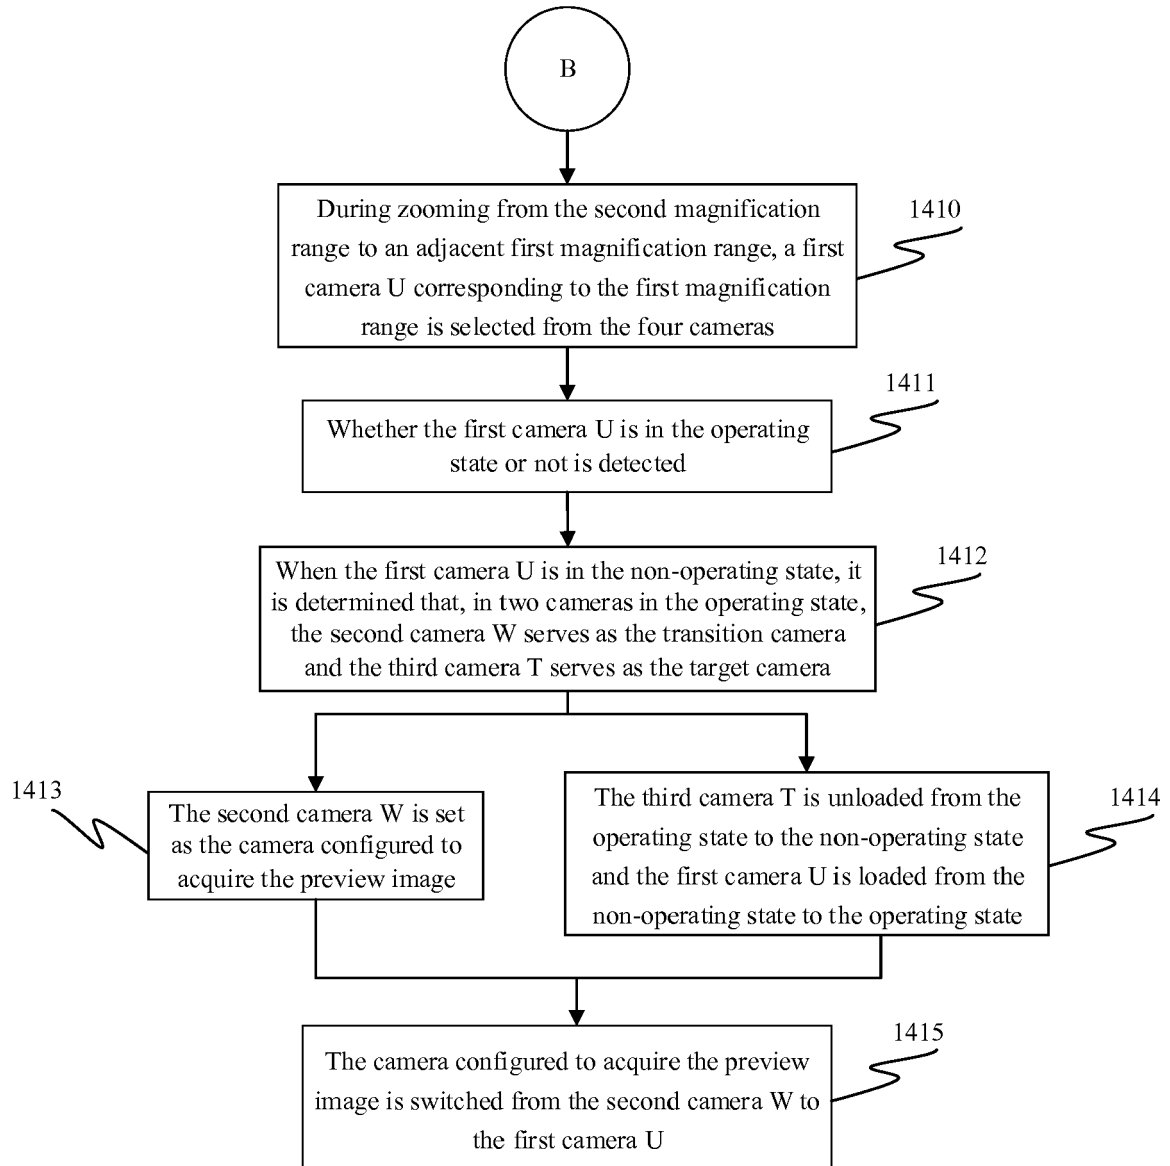 B
During zooming from the second magnification
range to an adjacent first magnification range, a first
camera U corresponding to the first magnification
range is selected from the four cameras
1410
Whether the first camera U is in the operating
state or not is detected
1411
When the first camera U is in the non-operating state, it
is determined that, in two cameras in the operating state,
the second camera W serves as the transition camera
and the third camera T serves as the target camera
1412
1413
The second camera W is set
as the camera configured to
acquire the preview image
The third camera T is unloaded from the
operating state to the non-operating state
and the first camera U is loaded from the
non-operating state to the operating state
1414
The camera configured to acquire the preview
image is switched from the second camera W to
the first camera U
1415